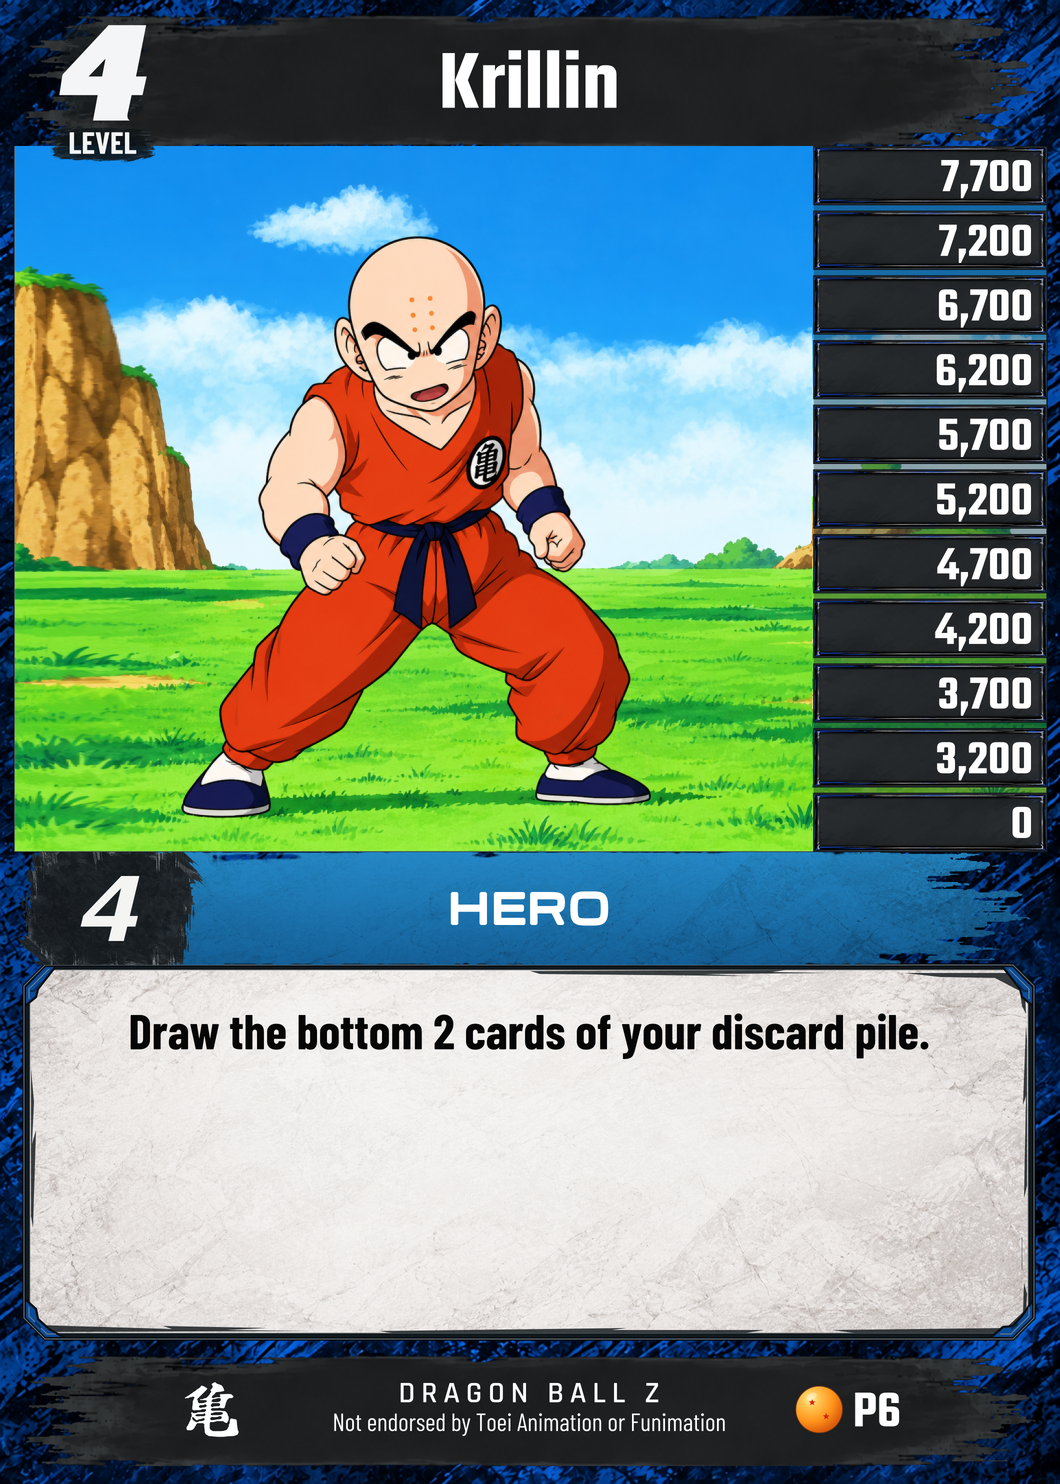 4
LEVEL
Krillin
7,700
7,200
6,700
6,200
5,700
5,200
4,700
4,200
3,700
3,200
0
亀
4
HERO
Draw the bottom 2 cards of your discard pile.
亀
DRAGON BALL Z
Not endorsed by Toei Animation or Funimation
P6